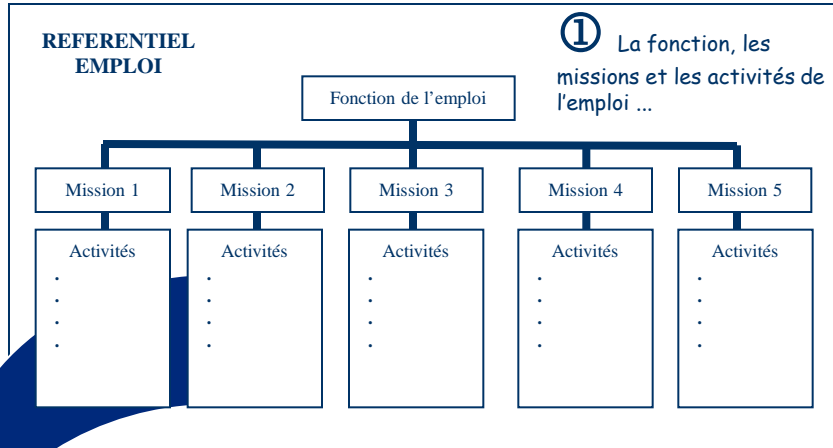 REFERENTIEL
EMPLOI
① La fonction, les
missions et les activités de
l’emploi ...
Fonction de l’emploi
Mission 1
Mission 2
Mission 3
Mission 4
Mission 5
Activités
.
.
.
.
Activités
.
.
.
.
Activités
.
.
.
.
Activités
.
.
.
.
Activités
.
.
.
.